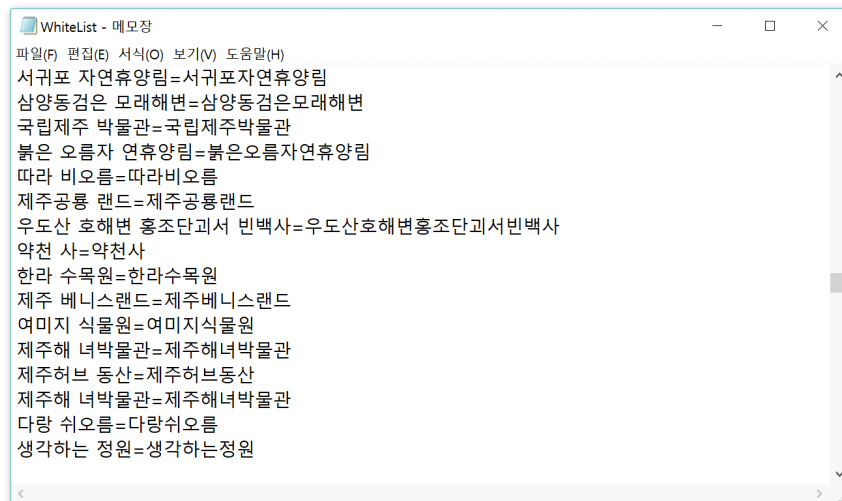 WhiteList - 메모장
파일(F) 편집(E) 서식(O) 보기(V) 도움말(H)
서귀포 자연휴양림=서귀포자연휴양림
삼양동검은 모래해변=삼양동검은모래해변
국립제주 박물관=국립제주박물관
붉은 오름자 연휴양림=붉은오름자연휴양림
따라 비오름=따라비오름
제주공룡 랜드=제주공룡랜드
우도산 호해변 홍조단괴서 빈백사=우도산호해변홍조단괴서빈백사
약천 사=약천사
한라 수목원=한라수목원
제주 베니스랜드=제주베니스랜드
여미지 식물원=여미지식물원
제주해 녀박물관=제주해녀박물관
제주허브 동산=제주허브동산
제주해 녀박물관=제주해녀박물관
다랑 쉬오름=다랑쉬오름
생각하는 정원=생각하는정원